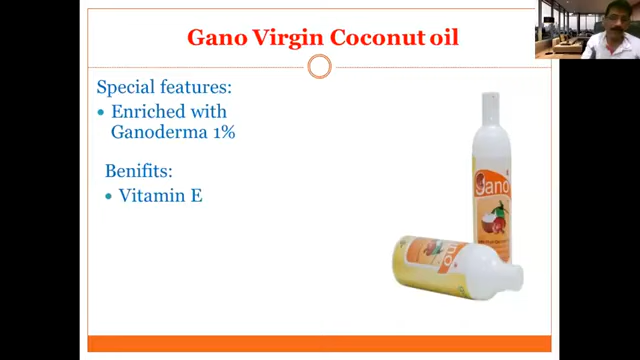 Gano Virgin Coconut oil
Special features:
• Enriched with
Ganoderma 1%
Benifits:
• Vitamin E
Gano